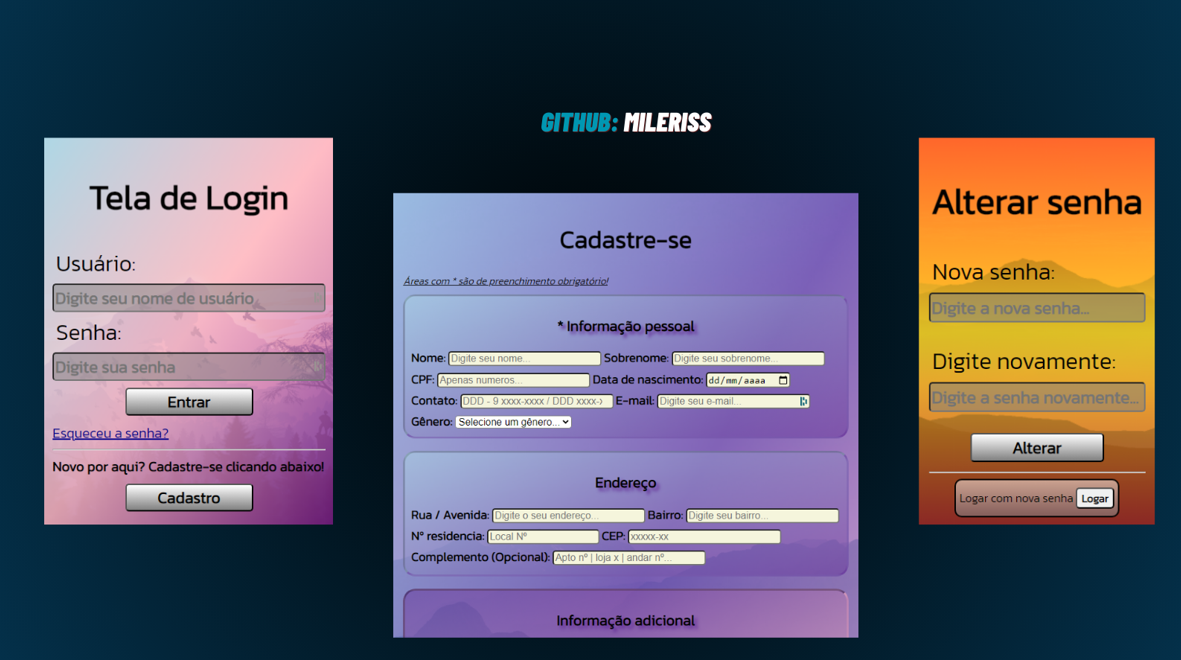 GITHUB: MILERISS
Tela de Login
Usuário:
Digite seu nome de usuário
Senha:
Digite sua senha
Entrar
Esqueceu a senha?
Novo por aqui? Cadastre-se clicando abaixo!
Cadastro
Cadastre-se
Áreas com * são de preenchimento obrigatório!
* Informação pessoal
Nome: Digite seu nome... Sobrenome: Digite seu sobrenome...
CPF: Apenas numeros... Data de nascimento: dd/mm/aaaa
Contato: DDD - 9 xxxx-xxxx / DDD xxxx-x E-mail: Digite seu e-mail...
Gênero: Selecione um gênero...
Endereço
Rua / Avenida: Digite o seu endereço... Bairro: Digite seu bairro...
Nº residencia: Local Nº CEP: xxxxx-xx
Complemento (Opcional): Apto nº | loja x | andar nº...
Informação adicional
Alterar senha
Nova senha:
Digite a nova senha...
Digite novamente:
Digite a senha novamente...
Alterar
Logar com nova senha Logar